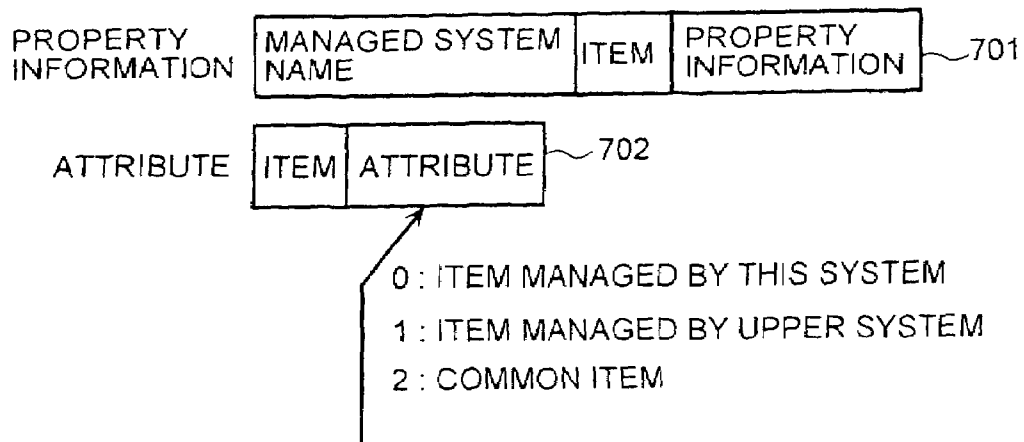 PROPERTY
INFORMATION
MANAGED SYSTEM
NAME
ITEM
PROPERTY
INFORMATION
701
ATTRIBUTE
ITEM
ATTRIBUTE
702
0 : ITEM MANAGED BY THIS SYSTEM
1 : ITEM MANAGED BY UPPER SYSTEM
2 : COMMON ITEM